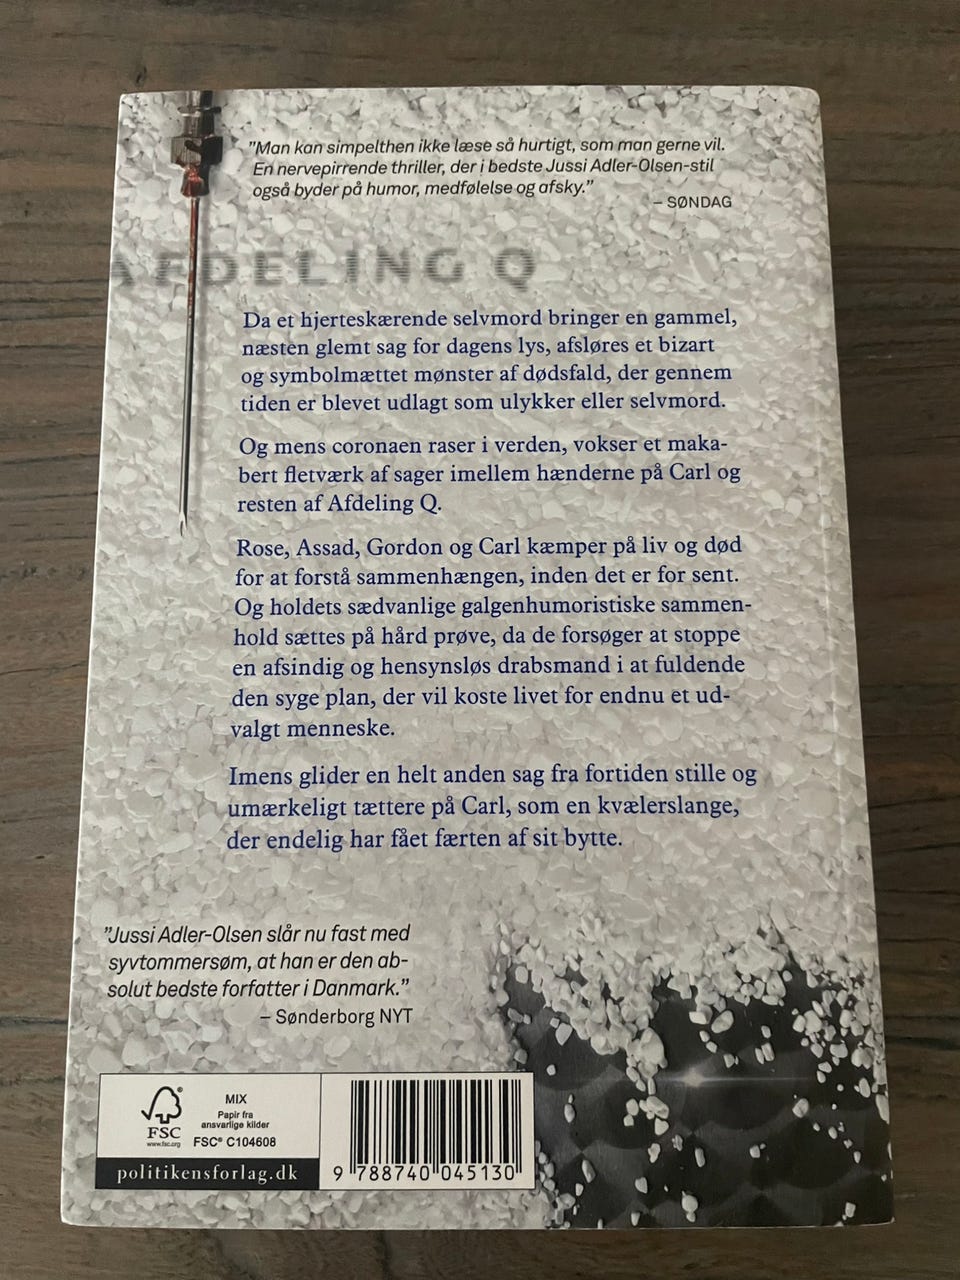 ”Man kan simpelthen ikke læse så hurtigt, som man gerne vil.
En nervepirrende thriller, der i bedste Jussi Adler-Olsen-stil
også byder på humor, medfølelse og afsky.”
– SØNDAG
AFDELING Q
Da et hjerteskærende selvmord bringer en gammel,
næsten glemt sag for dagens lys, afsløres et bizart
og symbolmættet mønster af dødsfald, der gennem
tiden er blevet udlagt som ulykker eller selvmord.
Og mens coronaen raser i verden, vokser et maka-
bert fletværk af sager imellem hænderne på Carl og
resten af Afdeling Q.
Rose, Assad, Gordon og Carl kæmper på liv og død
for at forstå sammenhængen, inden det er for sent.
Og holdets sædvanlige galgenhumoristiske sammen-
hold sættes på hård prøve, da de forsøger at stoppe
en afsindig og hensynsløs drabsmand i at fuldende
den syge plan, der vil koste livet for endnu et ud-
valgt menneske.
Imens glider en helt anden sag fra fortiden stille og
umærkeligt tættere på Carl, som en kvælerslange,
der endelig har fået færten af sit bytte.
”Jussi Adler-Olsen slår nu fast med
syvtommersøm, at han er den ab-
solut bedste forfatter i Danmark.”
– Sønderborg NYT
FSC
www.fsc.org
MIX
Papir fra
ansvarlige kilder
FSC® C104608
politikensforlag.dk
9 788740 045130